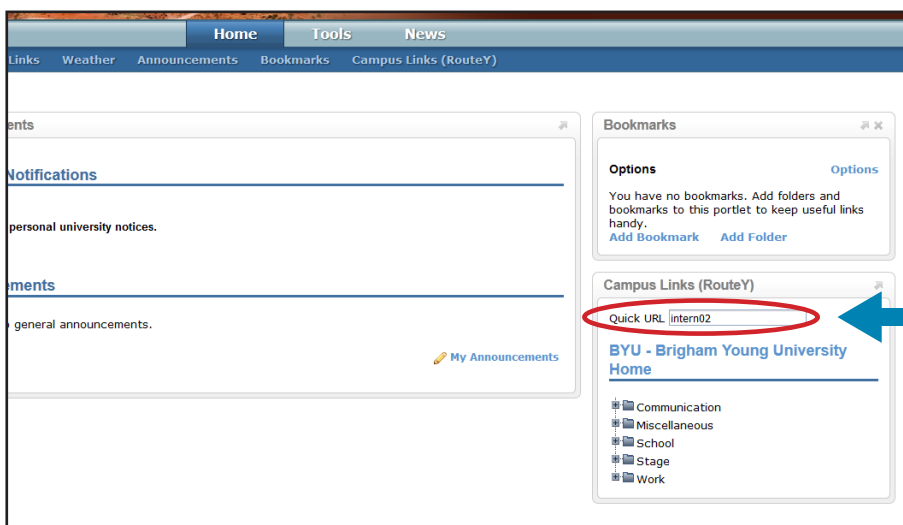 Home Tools News
Links Weather Announcements Bookmarks Campus Links (RouteY)
ents
Notifications
personal university notices.
ements
general announcements.
My Announcements
Bookmarks
Options Options
You have no bookmarks. Add folders and
bookmarks to this portlet to keep useful links
handy.
Add Bookmark Add Folder
Campus Links (RouteY)
Quick URL intern02
BYU - Brigham Young University
Home
Communication
Miscellaneous
School
Stage
Work